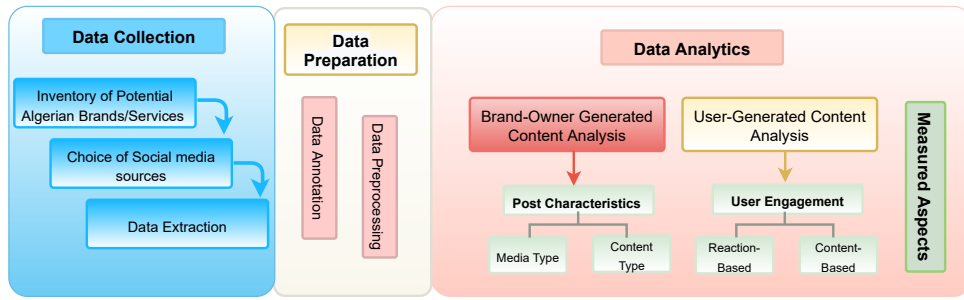 Data Collection
Inventory of Potential
Algerian Brands/Services
Choice of Social media
sources
Data Extraction
Data
Preparation
Data Annotation
Data Preprocessing
Data Analytics
Brand-Owner Generated
Content Analysis
User-Generated Content
Analysis
Post Characteristics
User Engagement
Media Type
Content
Type
Reaction-
Based
Content-
Based
Measured Aspects